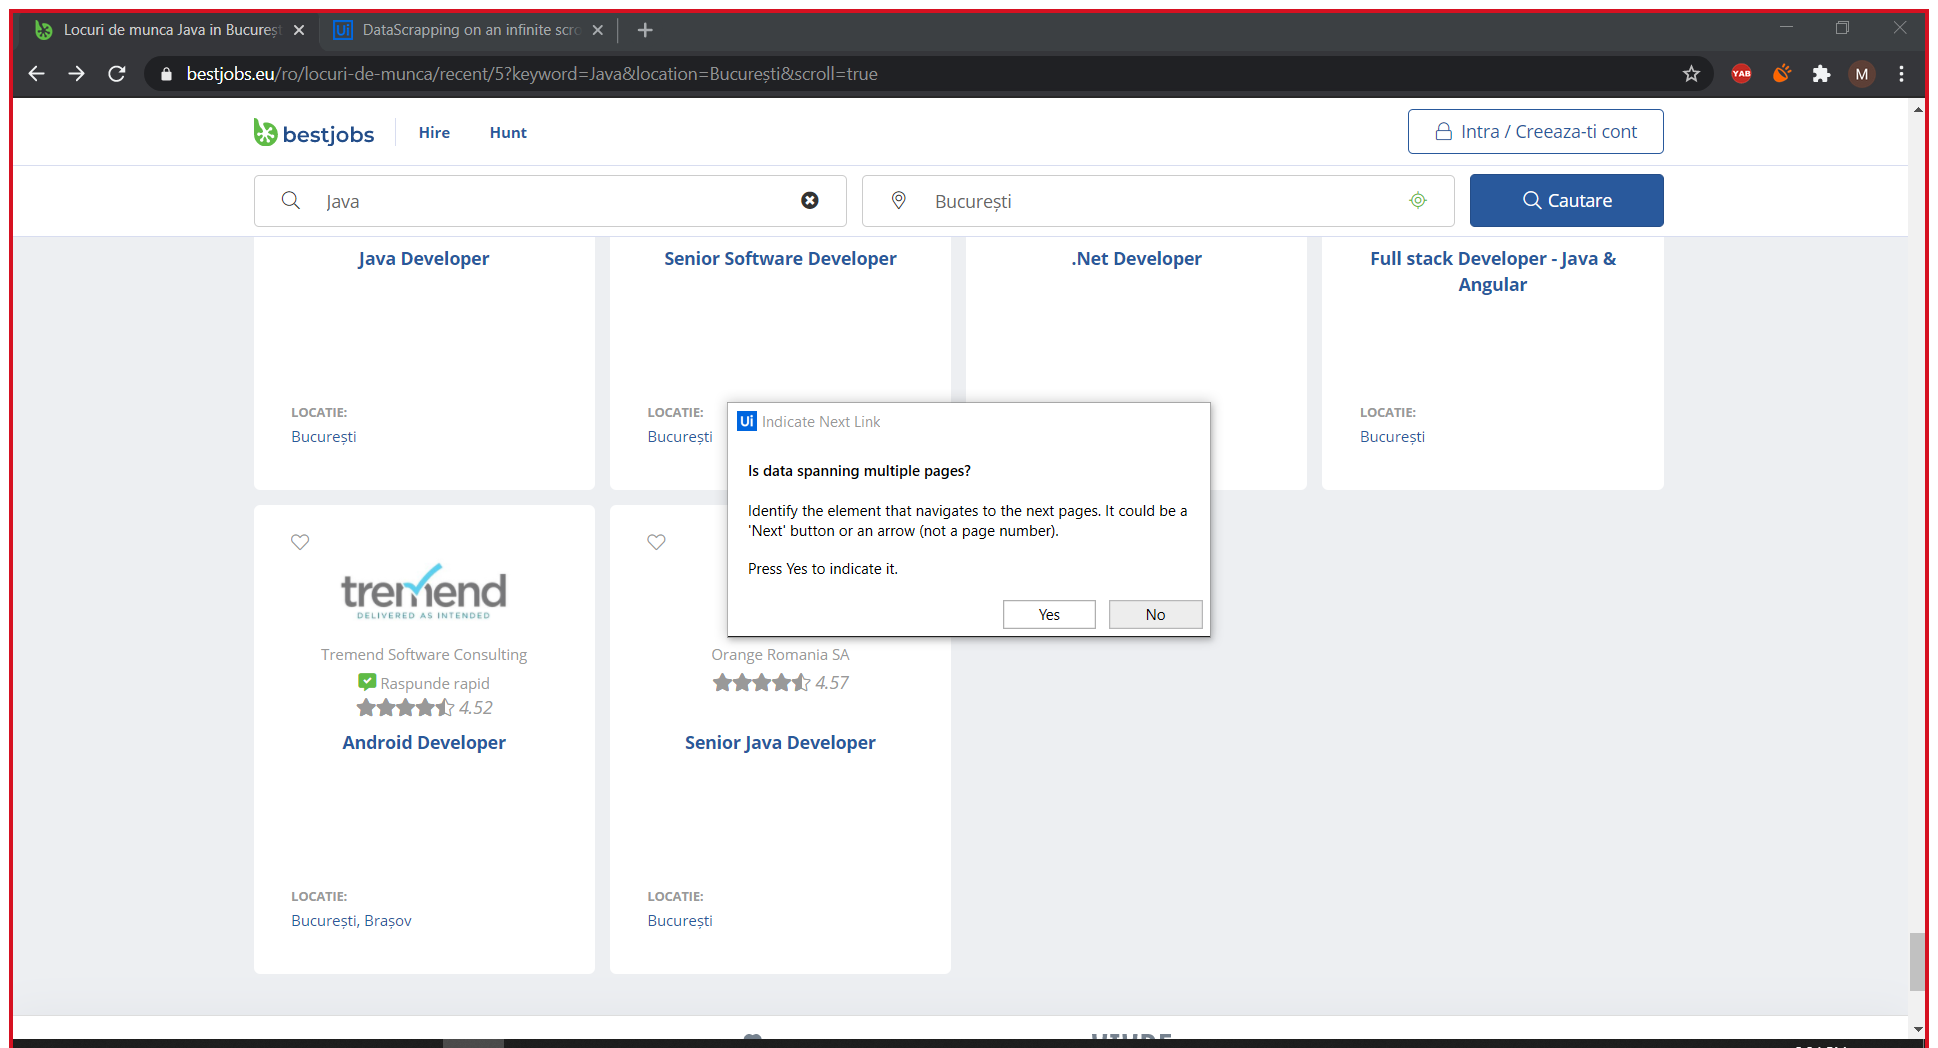 Locuri de munca Java in Bucureșt
Ui DataScrapping on an infinite scro
bestjobs.eu/ro/locuri-de-munca/recent/5?keyword=Java&location=București&scroll=true
YAB
M
bestjobs
Hire
Hunt
Intra / Creeaza-ti cont
Java
București
Cautare
Java Developer
Senior Software Developer
.Net Developer
Full stack Developer - Java &
Angular
LOCATIE:
București
LOCATIE:
București
LOCATIE:
București
Ui Indicate Next Link
Is data spanning multiple pages?
Identify the element that navigates to the next pages. It could be a
'Next' button or an arrow (not a page number).
Press Yes to indicate it.
Yes
No
tremend
DELIVERED AS INTENDED
Tremend Software Consulting
Raspunde rapid
4.52
Android Developer
LOCATIE:
București, Brașov
Orange Romania SA
4.57
Senior Java Developer
LOCATIE:
București